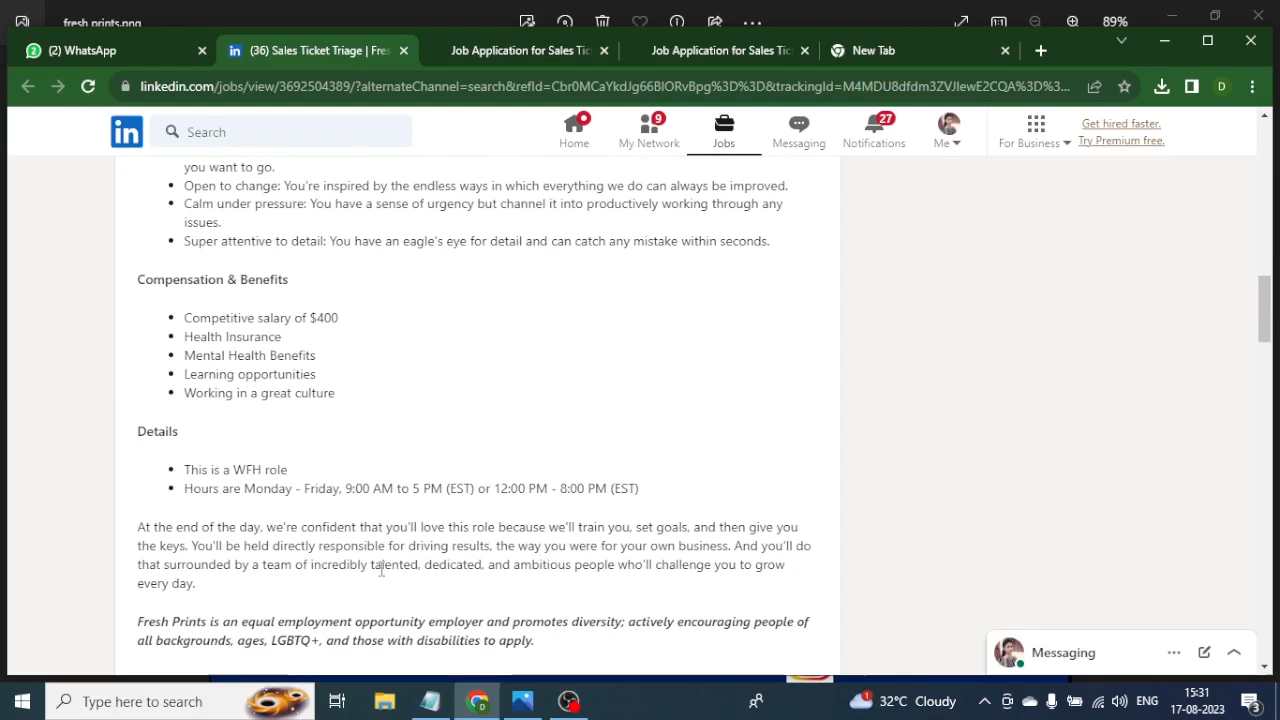 fresh prints.png
89%
(2) WhatsApp
(36) Sales Ticket Triage | Fres
Job Application for Sales Tic
Job Application for Sales Tic
New Tab
linkedin.com/jobs/view/3692504389/?alternateChannel=search&refId=Cbr0MCaYkdJg66BIORvBpg%3D%3D&trackingId=M4MDU8dfdm3ZVJIewE2CQA%3D%3...
D
in
Search
Home
9
My Network
Jobs
Messaging
27
Notifications
Me
For Business
Get hired faster.
Try Premium free.
you want to go.
• Open to change: You're inspired by the endless ways in which everything we do can always be improved.
• Calm under pressure: You have a sense of urgency but channel it into productively working through any
issues.
• Super attentive to detail: You have an eagle's eye for detail and can catch any mistake within seconds.
Compensation & Benefits
• Competitive salary of $400
• Health Insurance
• Mental Health Benefits
• Learning opportunities
• Working in a great culture
Details
• This is a WFH role
• Hours are Monday - Friday, 9:00 AM to 5 PM (EST) or 12:00 PM - 8:00 PM (EST)
At the end of the day, we're confident that you'll love this role because we'll train you, set goals, and then give you
the keys. You'll be held directly responsible for driving results, the way you were for your own business. And you'll do
that surrounded by a team of incredibly talented, dedicated, and ambitious people who'll challenge you to grow
every day.
Fresh Prints is an equal employment opportunity employer and promotes diversity; actively encouraging people of
all backgrounds, ages, LGBTQ+, and those with disabilities to apply.
Messaging
Type here to search
32°C Cloudy
ENG
15:31
17-08-2023
3